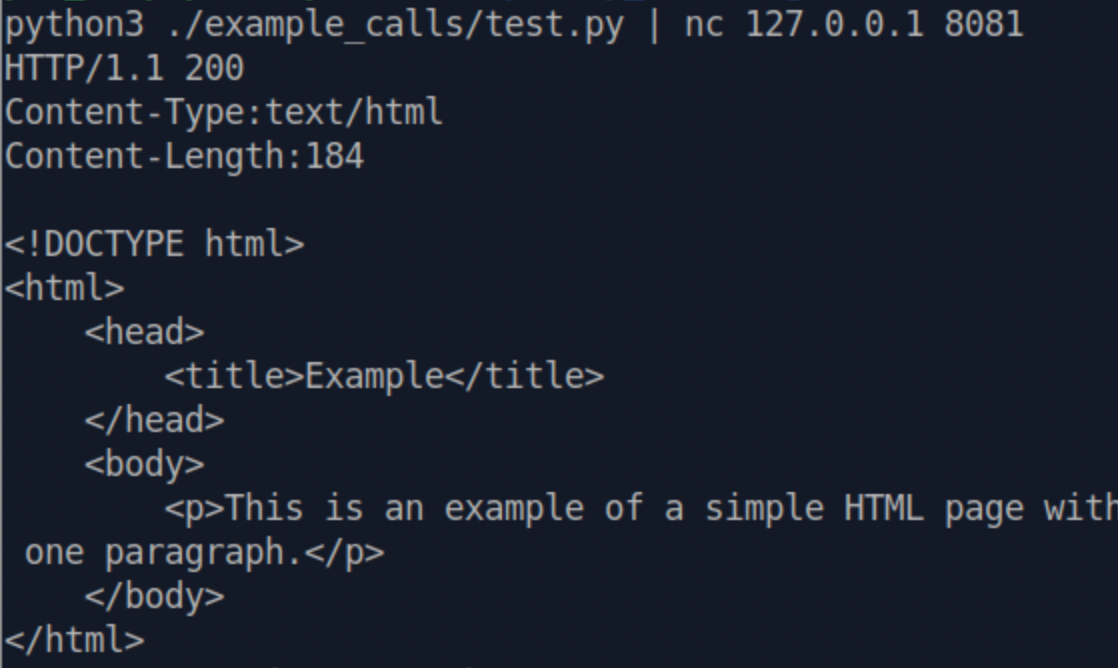 python3 ./example_calls/test.py | nc 127.0.0.1 8081
HTTP/1.1 200
Content-Type:text/html
Content-Length:184

<!DOCTYPE html>
<html>
    <head>
        <title>Example</title>
    </head>
    <body>
        <p>This is an example of a simple HTML page with
 one paragraph.</p>
    </body>
</html>